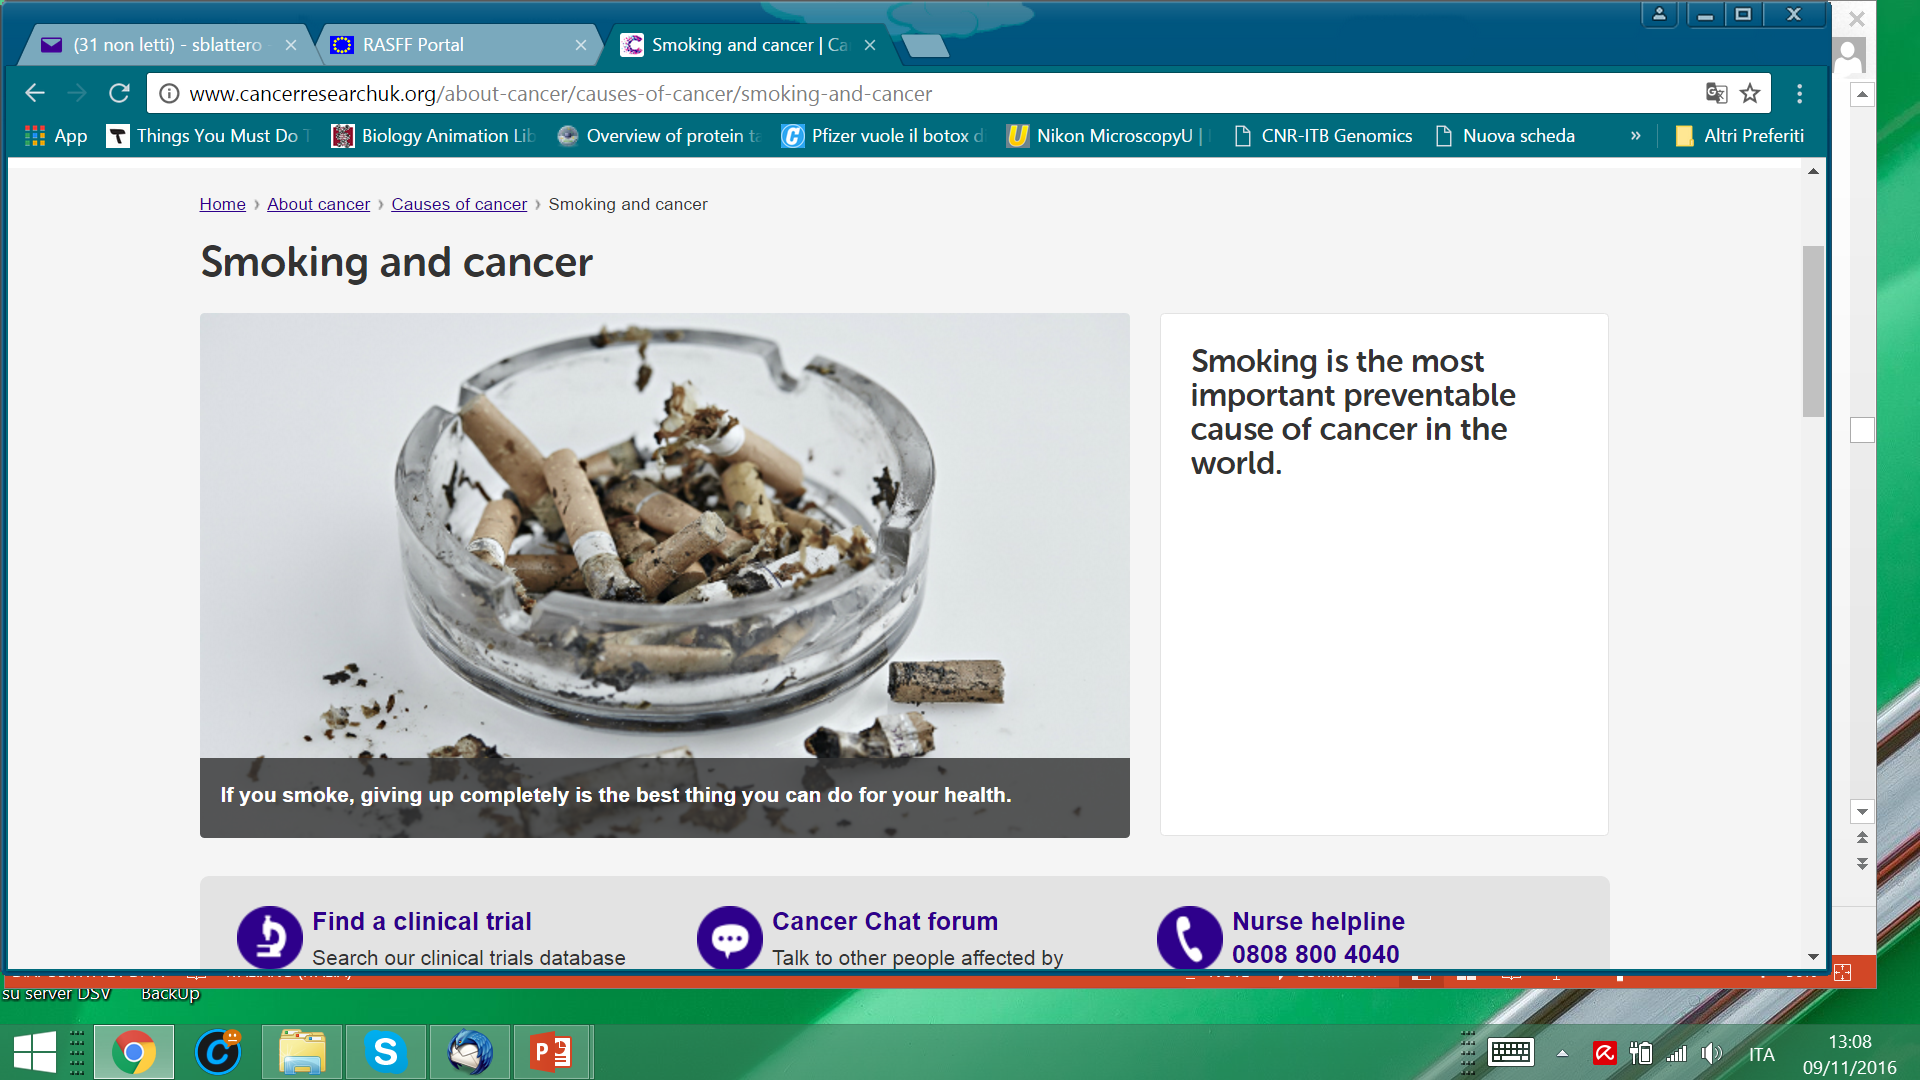 (31 non letti) - sblattero
RASFF Portal
Smoking and cancer | Ca
www.cancerresearchuk.org/about-cancer/causes-of-cancer/smoking-and-cancer
App
Things You Must Do T
Biology Animation Lib
Overview of protein ta
Pfizer vuole il botox d
Nikon MicroscopyU |
CNR-ITB Genomics
Nuova scheda
»
Altri Preferiti
Home › About cancer › Causes of cancer › Smoking and cancer
Smoking and cancer
Smoking is the most
important preventable
cause of cancer in the
world.
If you smoke, giving up completely is the best thing you can do for your health.
Find a clinical trial
Search our clinical trials database
Cancer Chat forum
Talk to other people affected by
Nurse helpline
0808 800 4040
su server DSV
BackUp
ITA
13:08
09/11/2016